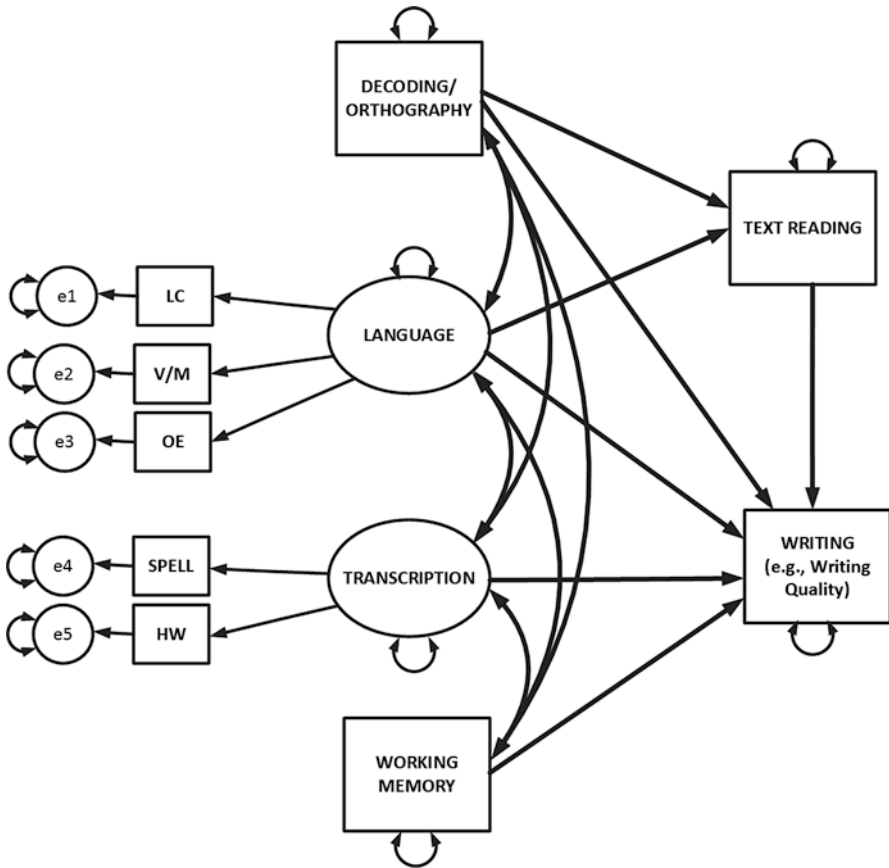 DECODING/
ORTHOGRAPHY
TEXT READING
e1
LC
LANGUAGE
e2
V/M
e3
OE
WRITING
(e.g., Writing
Quality)
e4
SPELL
TRANSCRIPTION
e5
HW
WORKING
MEMORY